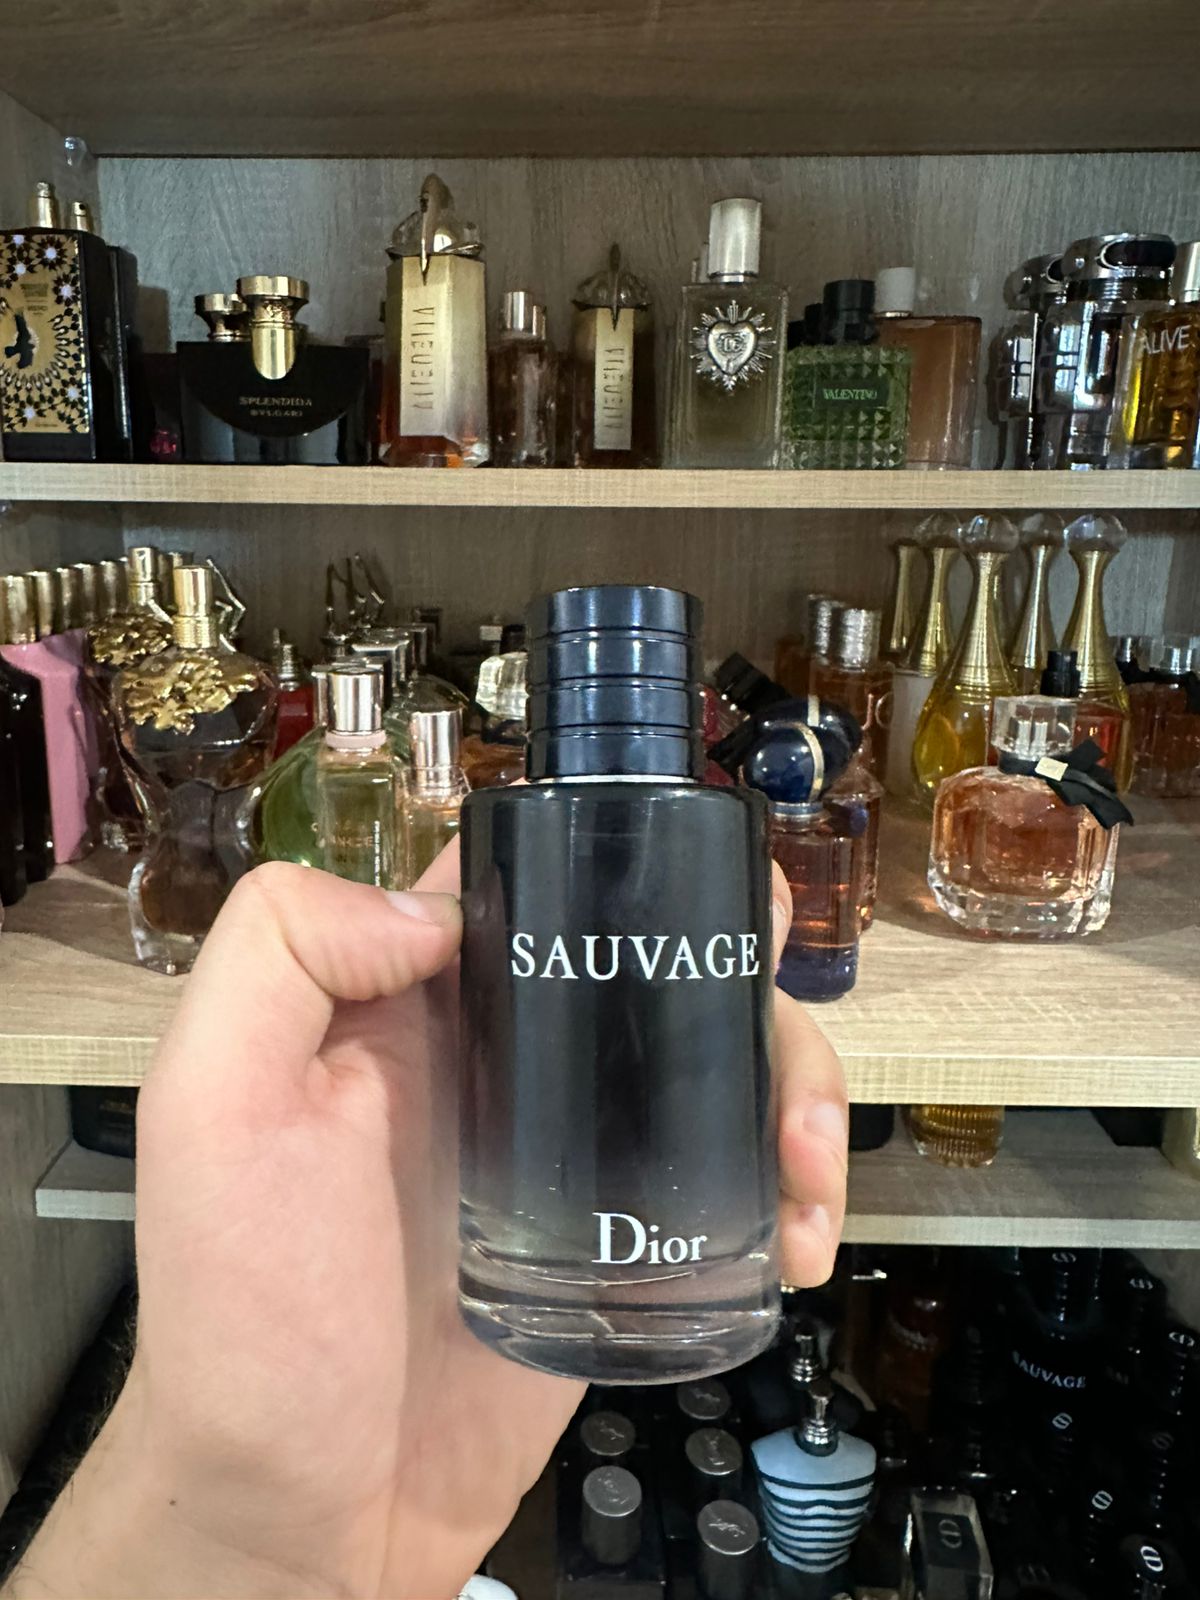 SPLENDIDA
BVLGARI
VALENTINO
ALIVE
SAUVAGE
Dior
SAUVAGE